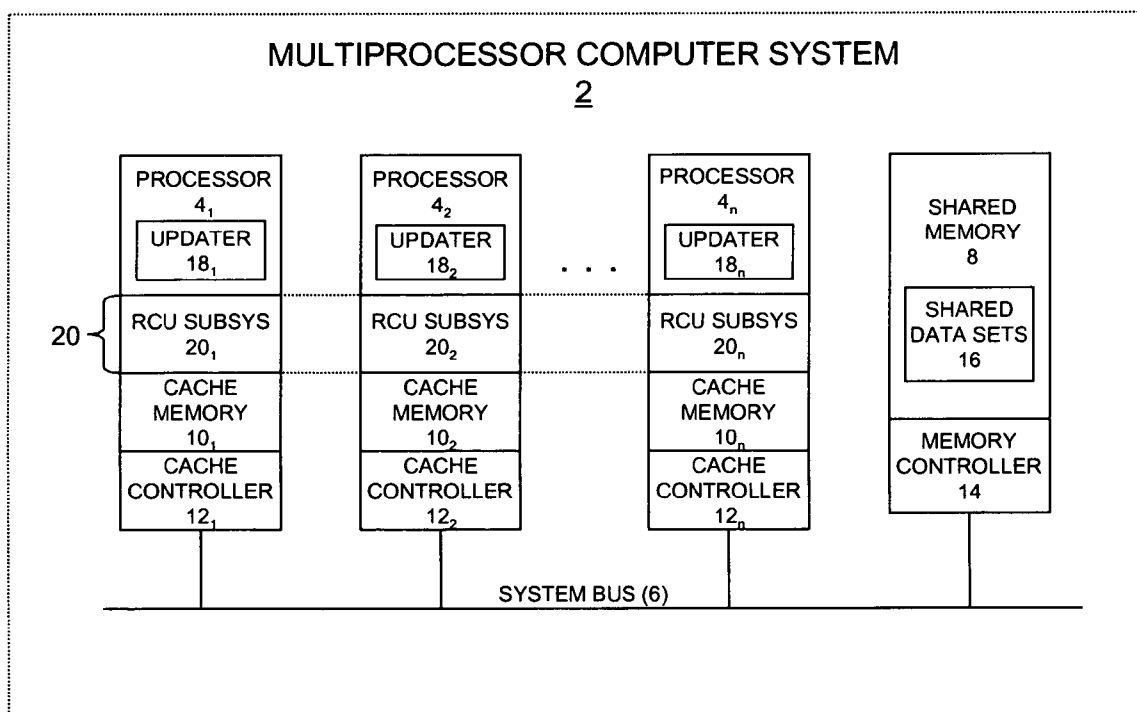 MULTIPROCESSOR COMPUTER SYSTEM
2
PROCESSOR
4₁
UPDATER
18₁
RCU SUBSYS
20₁
CACHE
MEMORY
10₁
CACHE
CONTROLLER
12₁
PROCESSOR
4₂
UPDATER
18₂
RCU SUBSYS
20₂
CACHE
MEMORY
10₂
CACHE
CONTROLLER
12₂
. . .
PROCESSOR
4ₙ
UPDATER
18ₙ
RCU SUBSYS
20ₙ
CACHE
MEMORY
10ₙ
CACHE
CONTROLLER
12ₙ
SHARED
MEMORY
8
SHARED
DATA SETS
16
MEMORY
CONTROLLER
14
20
SYSTEM BUS (6)